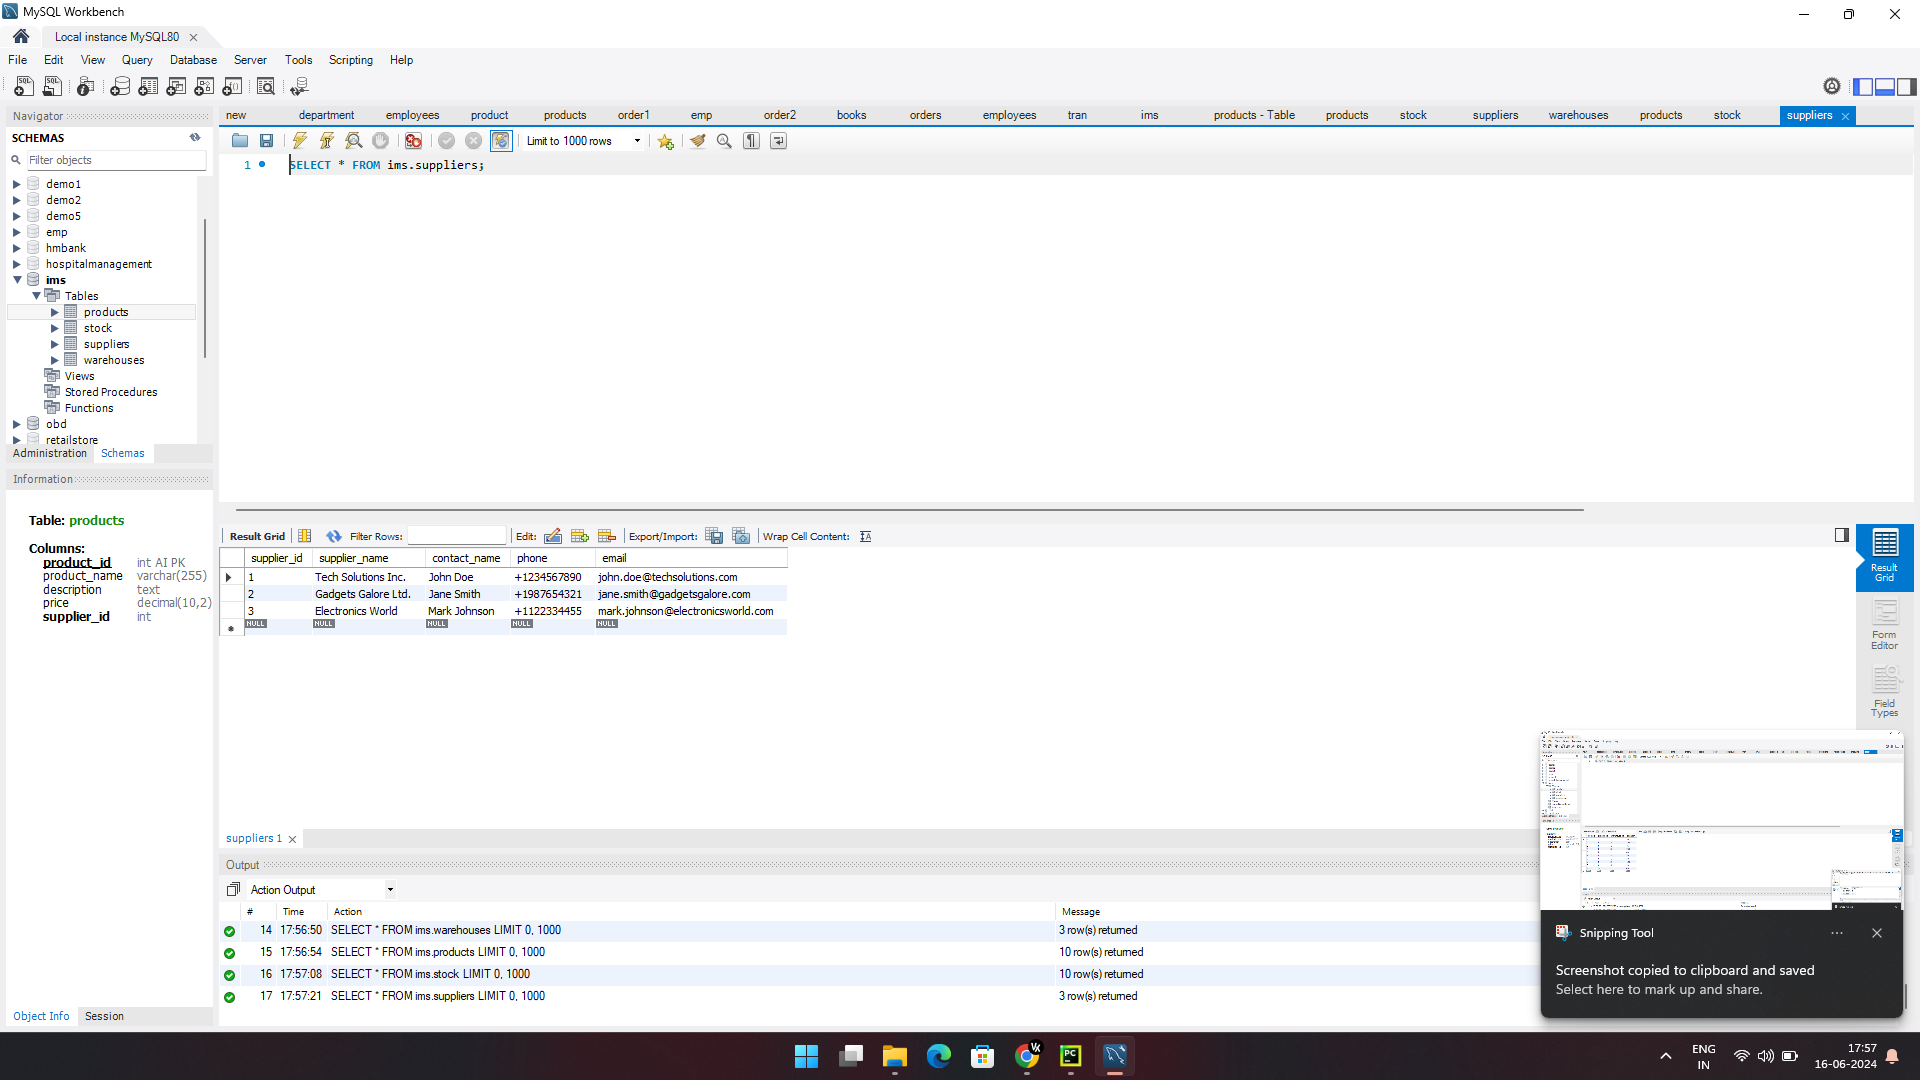 MySQL Workbench
Local instance MySQL80
File Edit View Query Database Server Tools Scripting Help
Navigator
SCHEMAS
Filter objects
demo1
demo2
demo5
emp
hmbank
hospitalmanagement
ims
Tables
products
stock
suppliers
warehouses
Views
Stored Procedures
Functions
obd
retailstore
Administration Schemas
Information
Table: products
Columns:
product_id int AI PK
product_name varchar(255)
description text
price decimal(10,2)
supplier_id int
Object Info Session
new department employees product products order1 emp order2 books orders employees tran ims products - Table products stock suppliers warehouses products stock suppliers
Limit to 1000 rows
1 SELECT * FROM ims.suppliers;
Result Grid Filter Rows: Edit: Export/Import: Wrap Cell Content:
supplier_id supplier_name contact_name phone email
1 Tech Solutions Inc. John Doe +1234567890 john.doe@techsolutions.com
2 Gadgets Galore Ltd. Jane Smith +1987654321 jane.smith@gadgetsgalore.com
3 Electronics World Mark Johnson +1122334455 mark.johnson@electronicsworld.com
NULL NULL NULL NULL NULL
Result
Grid
Form
Editor
Field
Types
suppliers 1
Output
Action Output
# Time Action Message
14 17:56:50 SELECT * FROM ims.warehouses LIMIT 0, 1000 3 row(s) returned
15 17:56:54 SELECT * FROM ims.products LIMIT 0, 1000 10 row(s) returned
16 17:57:08 SELECT * FROM ims.stock LIMIT 0, 1000 10 row(s) returned
17 17:57:21 SELECT * FROM ims.suppliers LIMIT 0, 1000 3 row(s) returned
Snipping Tool
Screenshot copied to clipboard and saved
Select here to mark up and share.
ENG
IN
17:57
16-06-2024